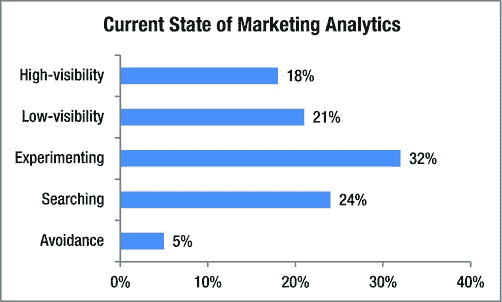 Current State of Marketing Analytics
High-visibility 18%
Low-visibility 21%
Experimenting 32%
Searching 24%
Avoidance 5%
0% 10% 20% 30% 40%